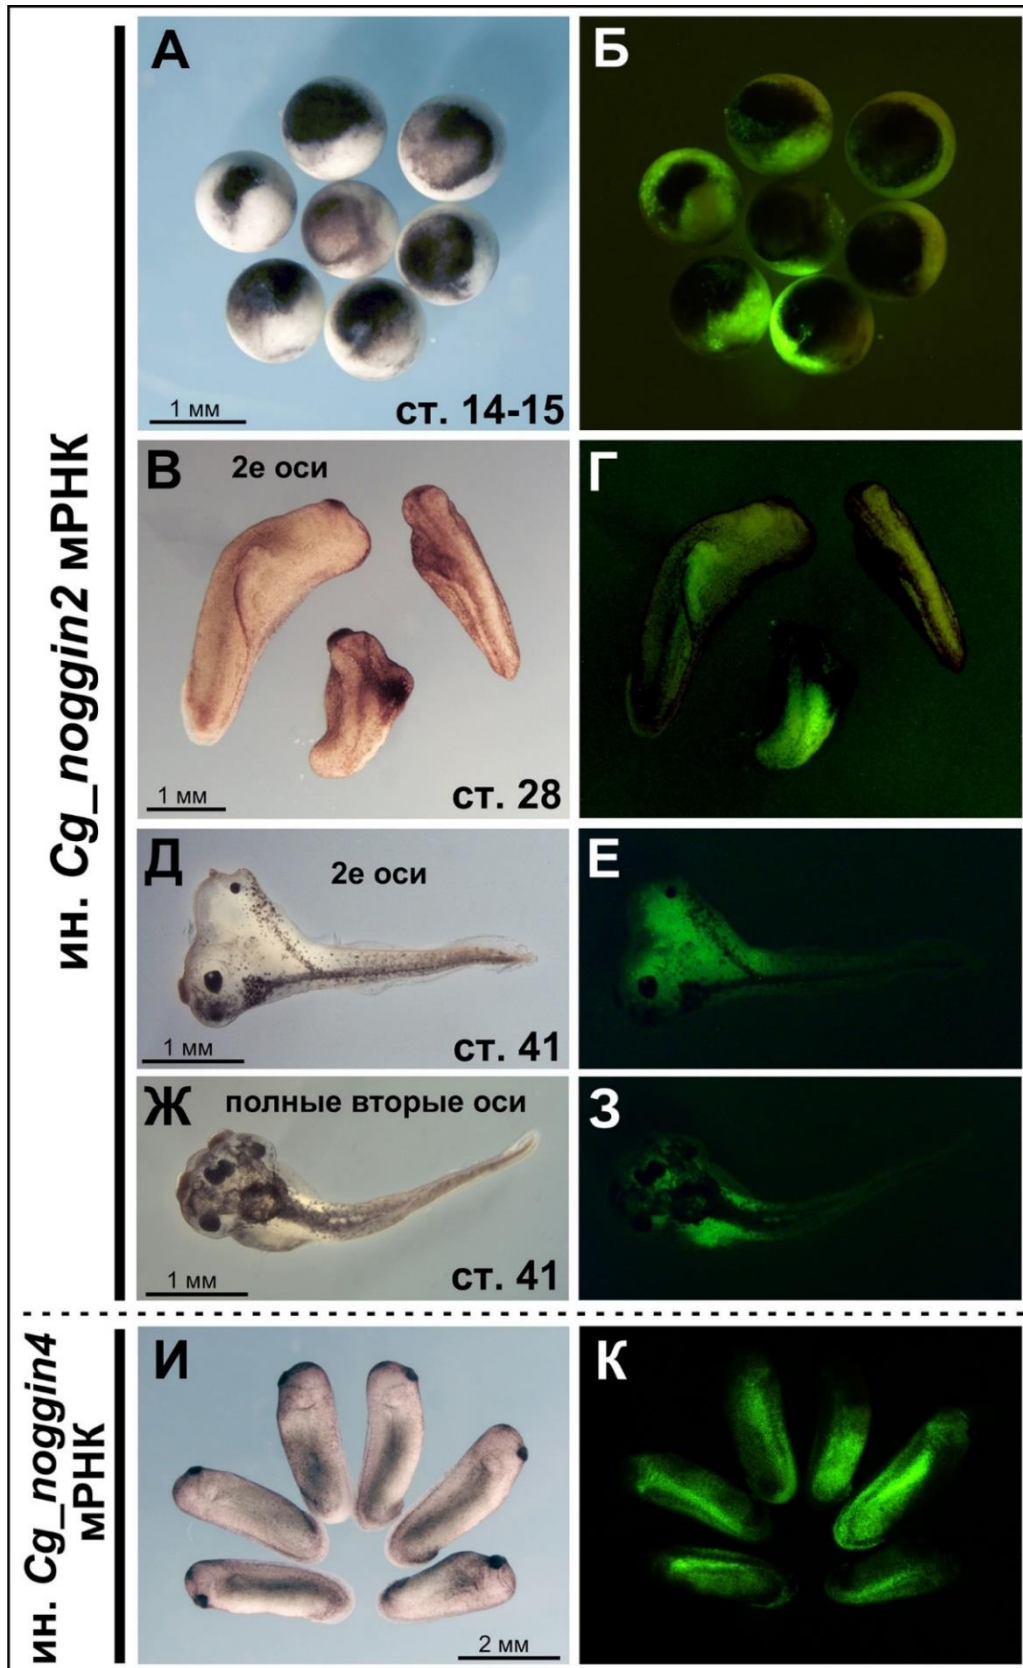 ин. Cg_noggin2 мРНК
А
Б
1 мм
ст. 14-15
В
2е оси
Г
1 мм
ст. 28
Д
2е оси
Е
1 мм
ст. 41
Ж
полные вторые оси
З
1 мм
ст. 41
ин. Cg_noggin4
мРНК
И
К
2 мм